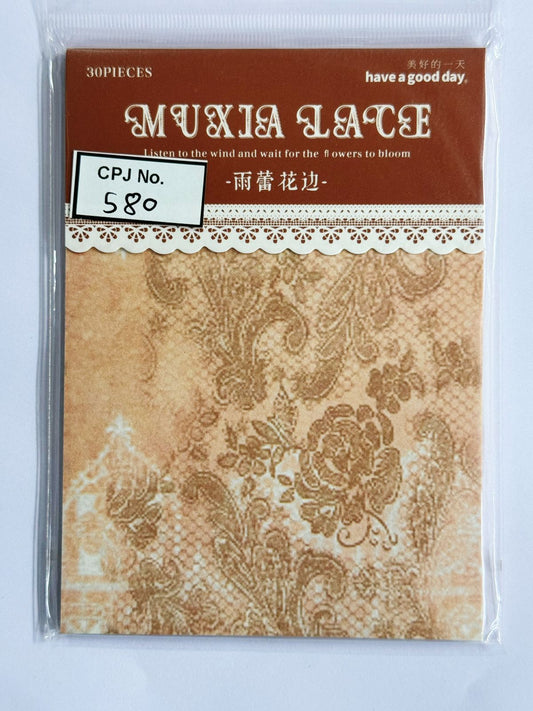 30PIECES
美好的一天
have a good day®
MUXIA LACE
Listen to the wind and wait for the flowers to bloom
-雨蕾花边-
CPJ No.
580